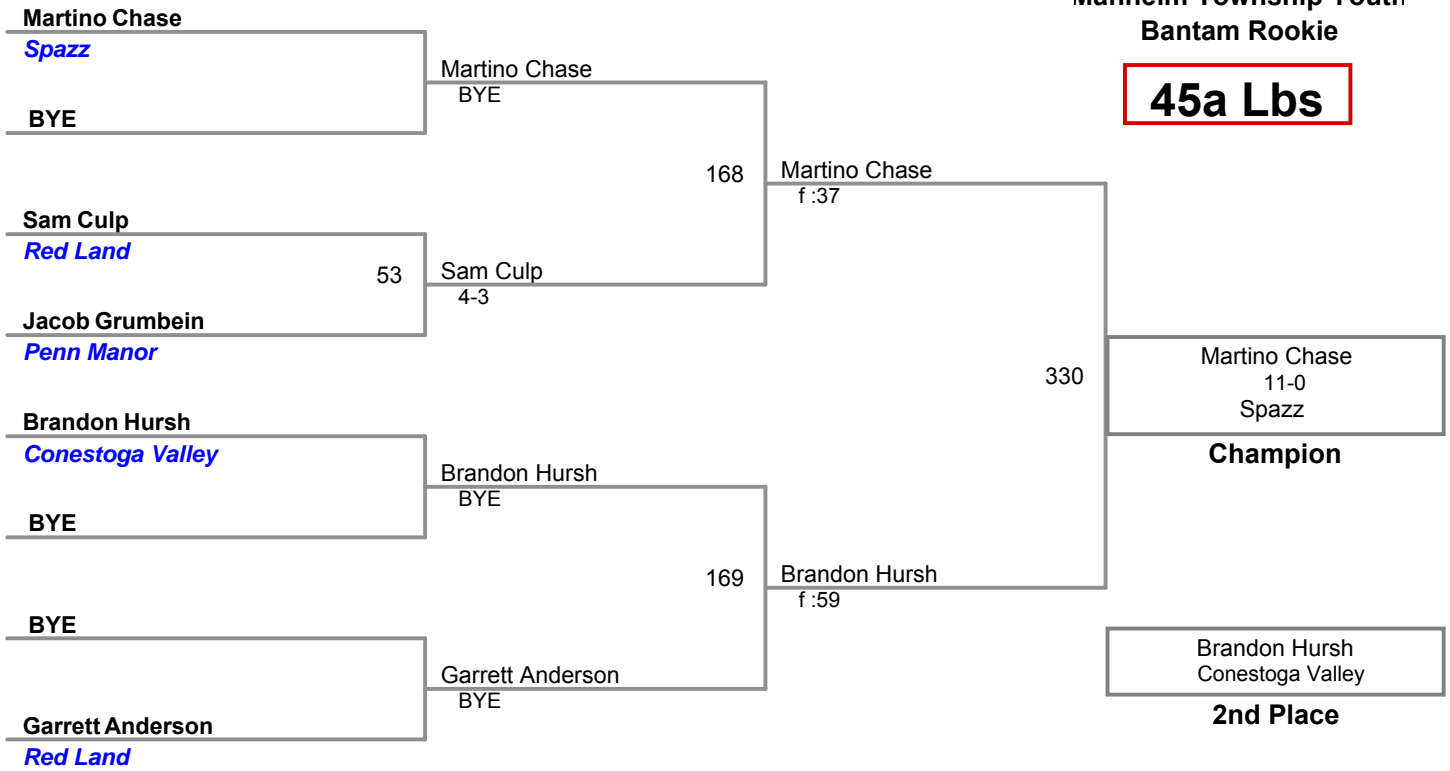 Manheim Township Youth
Bantam Rookie
45a Lbs
Martino Chase
Spazz
BYE
Sam Culp
Red Land
Jacob Grumbein
Penn Manor
Brandon Hursh
Conestoga Valley
BYE
BYE
Garrett Anderson
Red Land
53
Martino Chase
BYE
Sam Culp
4-3
Brandon Hursh
BYE
Garrett Anderson
BYE
168
169
Martino Chase
f :37
Brandon Hursh
f :59
330
Martino Chase
11-0
Spazz
Champion
Brandon Hursh
Conestoga Valley
2nd Place